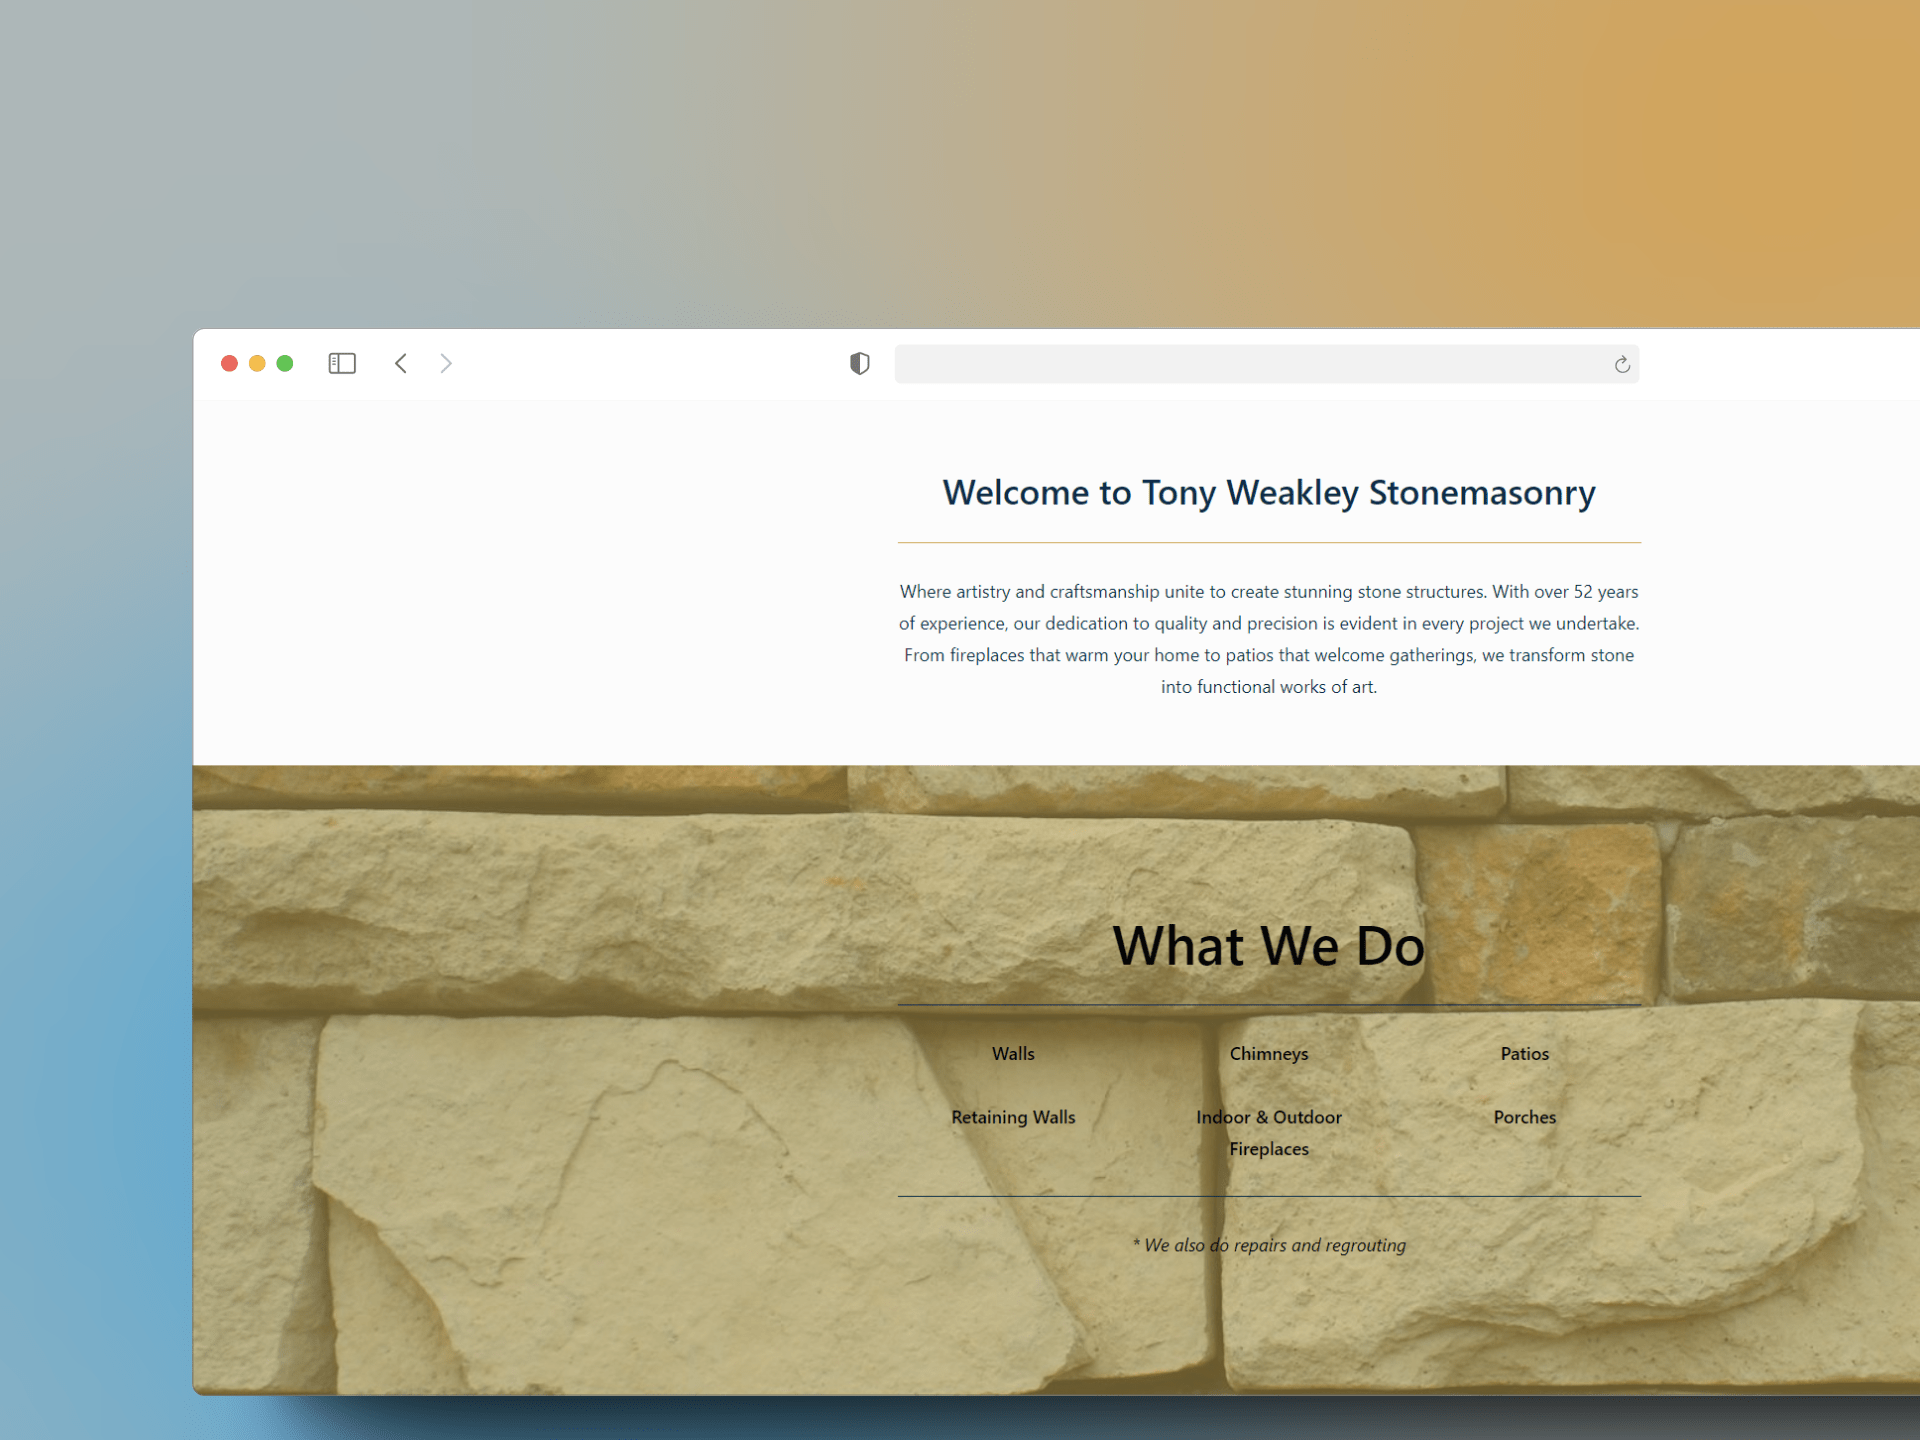 Welcome to Tony Weakley Stonemasonry
Where artistry and craftsmanship unite to create stunning stone structures. With over 52 years
of experience, our dedication to quality and precision is evident in every project we undertake.
From fireplaces that warm your home to patios that welcome gatherings, we transform stone
into functional works of art.
What We Do
Walls
Chimneys
Patios
Retaining Walls
Indoor & Outdoor
Fireplaces
Porches
* We also do repairs and regrouting